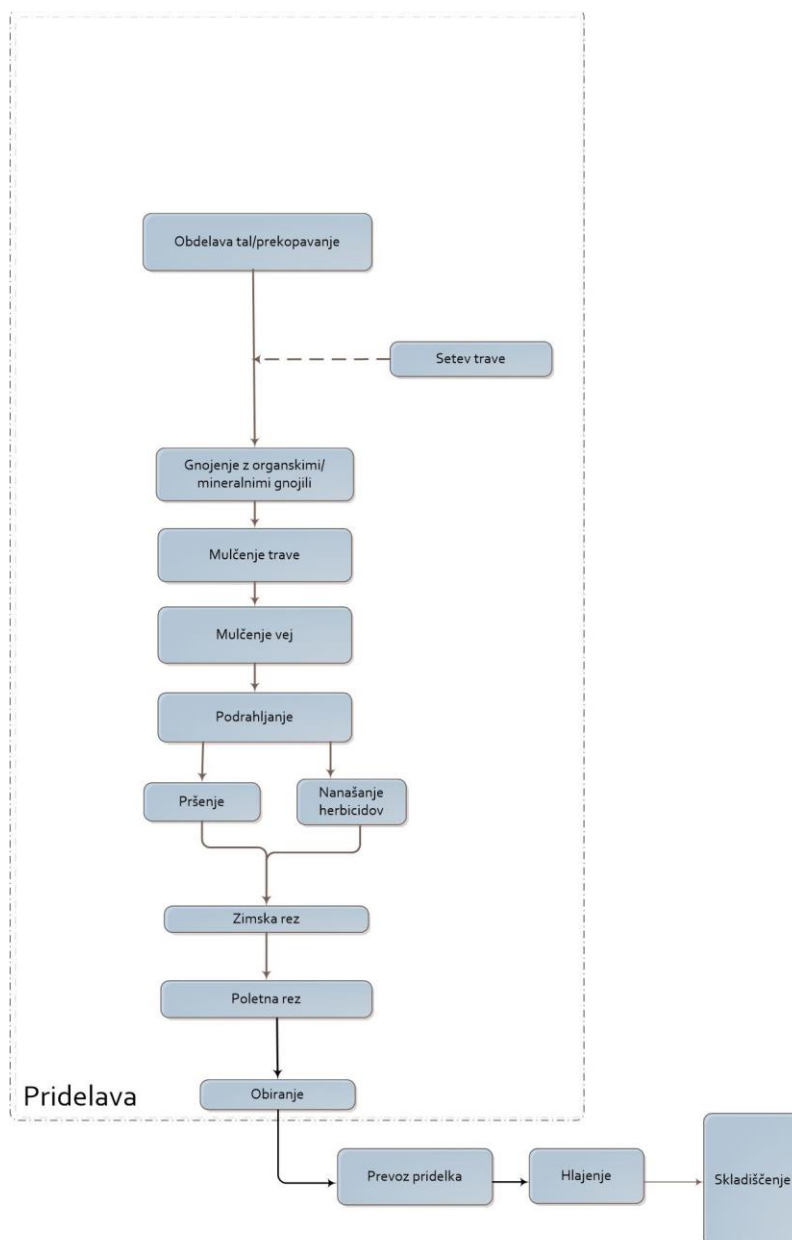 Obdelava tal/prekopavanje
Setev trave
Gnojenje z organskimi/
mineralnimi gnojili
Mulčenje trave
Mulčenje vej
Podrahljanje
Pršenje
Nanašanje
herbicidov
Zimska rez
Poletna rez
Pridelava
Obiranje
Prevoz pridelka
Hlajenje
Skladiščenje